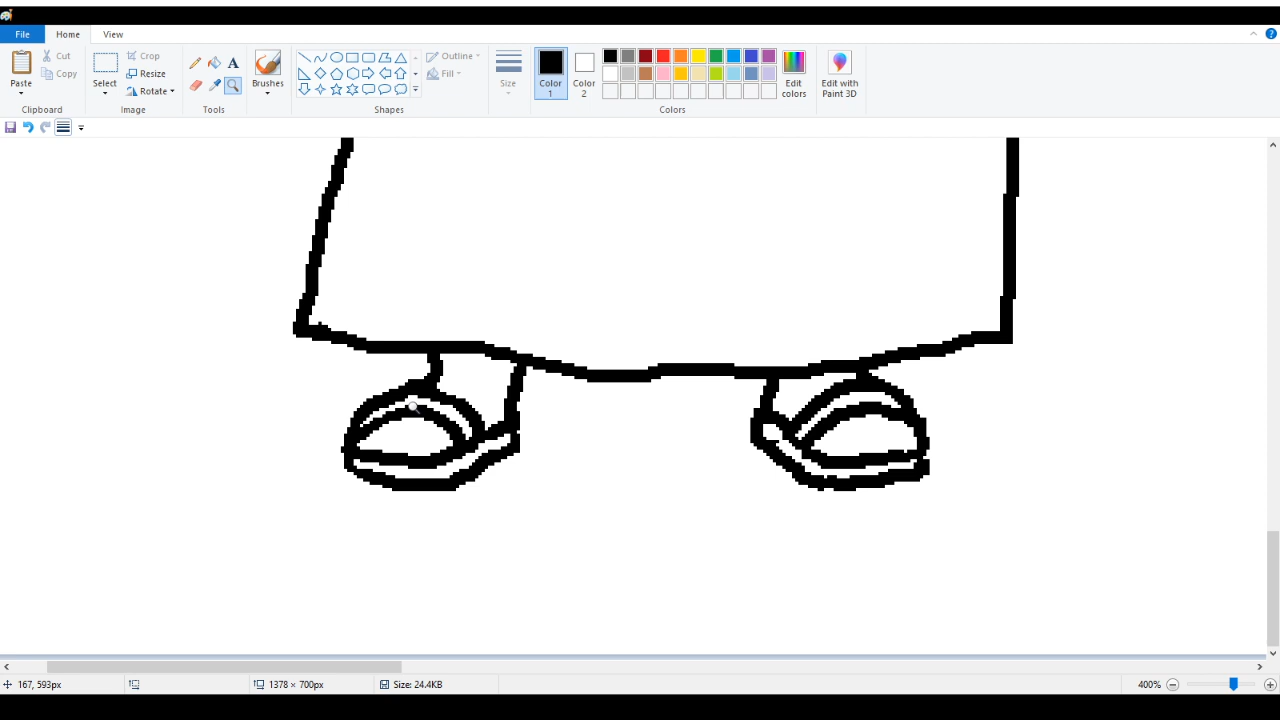 File Home View
Paste
Cut
Copy
Clipboard
Select
Crop
Resize
Rotate
Image
A
Tools
Brushes
Outline
Fill
Shapes
Size
Color 1
Color 2
Edit colors
Colors
Edit with Paint 3D
167, 593px
1378 × 700px
Size: 24.4KB
400%